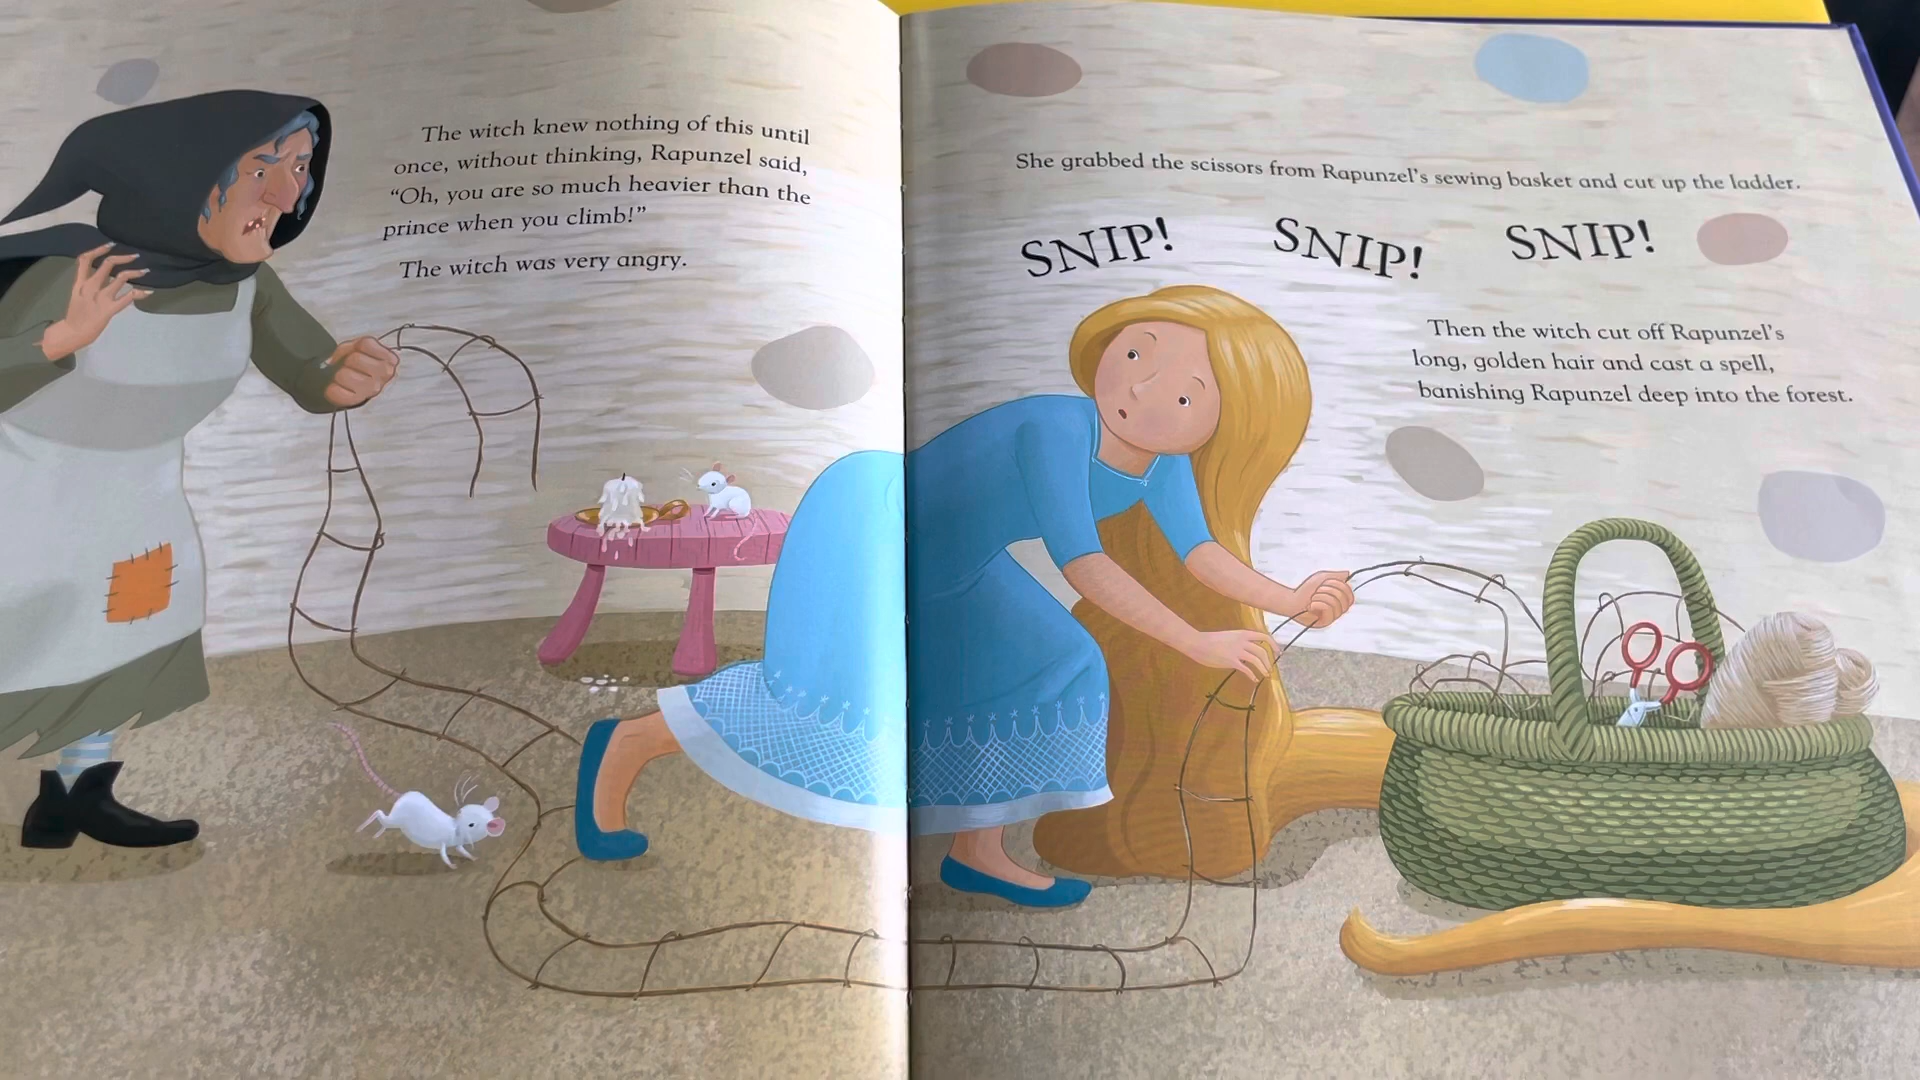 The witch knew nothing of this until
once, without thinking, Rapunzel said,
“Oh, you are so much heavier than the
prince when you climb!”
The witch was very angry.
She grabbed the scissors from Rapunzel’s sewing basket and cut up the ladder.
SNIP! SNIP! SNIP!
Then the witch cut off Rapunzel’s
long, golden hair and cast a spell,
banishing Rapunzel deep into the forest.